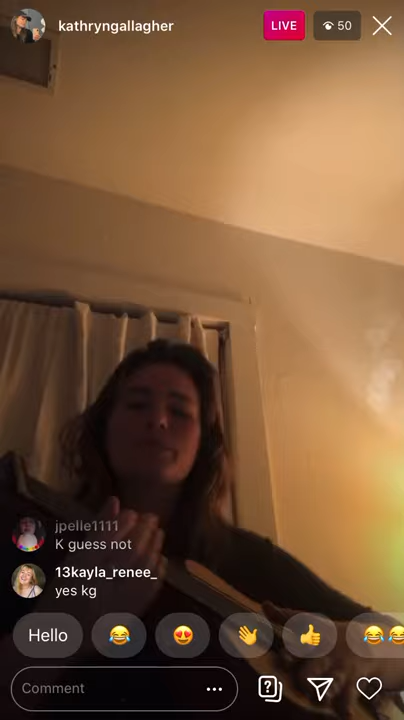 kathryngallagher
LIVE
50
jpelle1111
K guess not
13kayla_renee_
yes kg
Hello
Comment